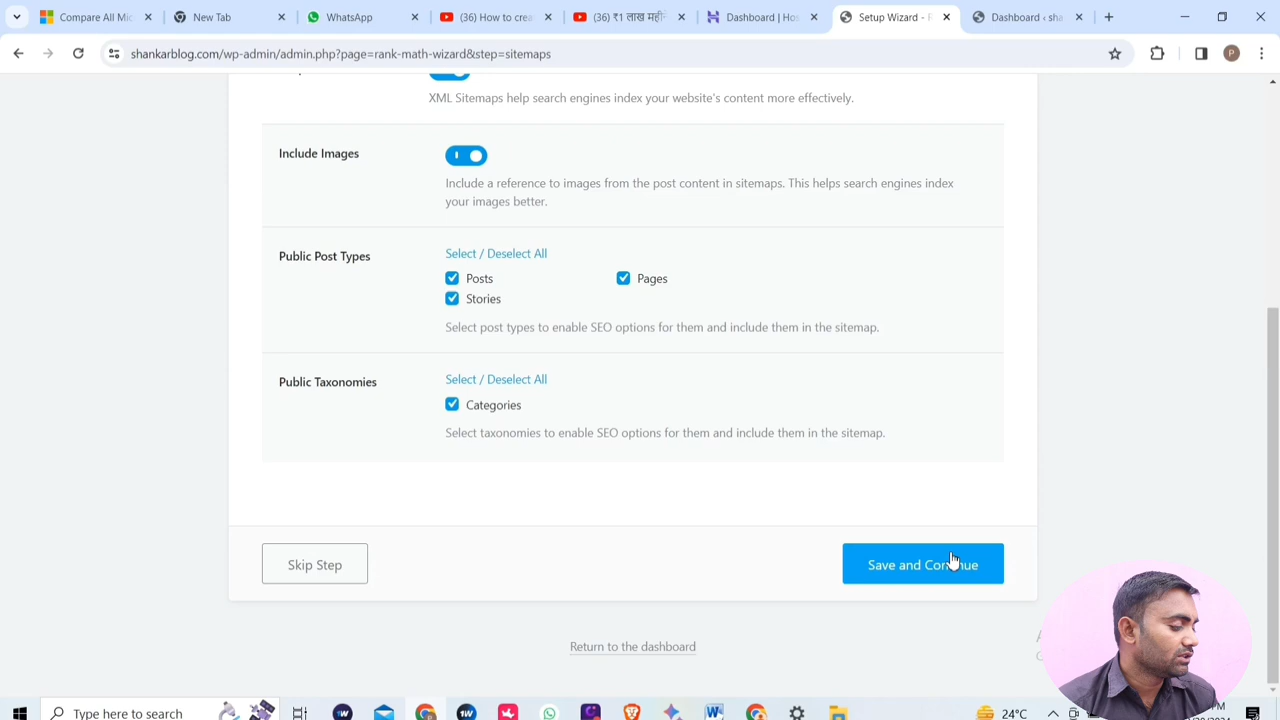 Compare All Mic
New Tab
WhatsApp
(36) How to crea
(36) ₹1 लाख महीन
Dashboard | Hos
Setup Wizard - R
Dashboard ‹ sha
shankarblog.com/wp-admin/admin.php?page=rank-math-wizard&step=sitemaps
P
XML Sitemaps help search engines index your website's content more effectively.
Include Images
Include a reference to images from the post content in sitemaps. This helps search engines index
your images better.
Public Post Types
Select / Deselect All
Posts
Pages
Stories
Select post types to enable SEO options for them and include them in the sitemap.
Public Taxonomies
Select / Deselect All
Categories
Select taxonomies to enable SEO options for them and include them in the sitemap.
Skip Step
Save and Continue
Return to the dashboard
Type here to search
24°C